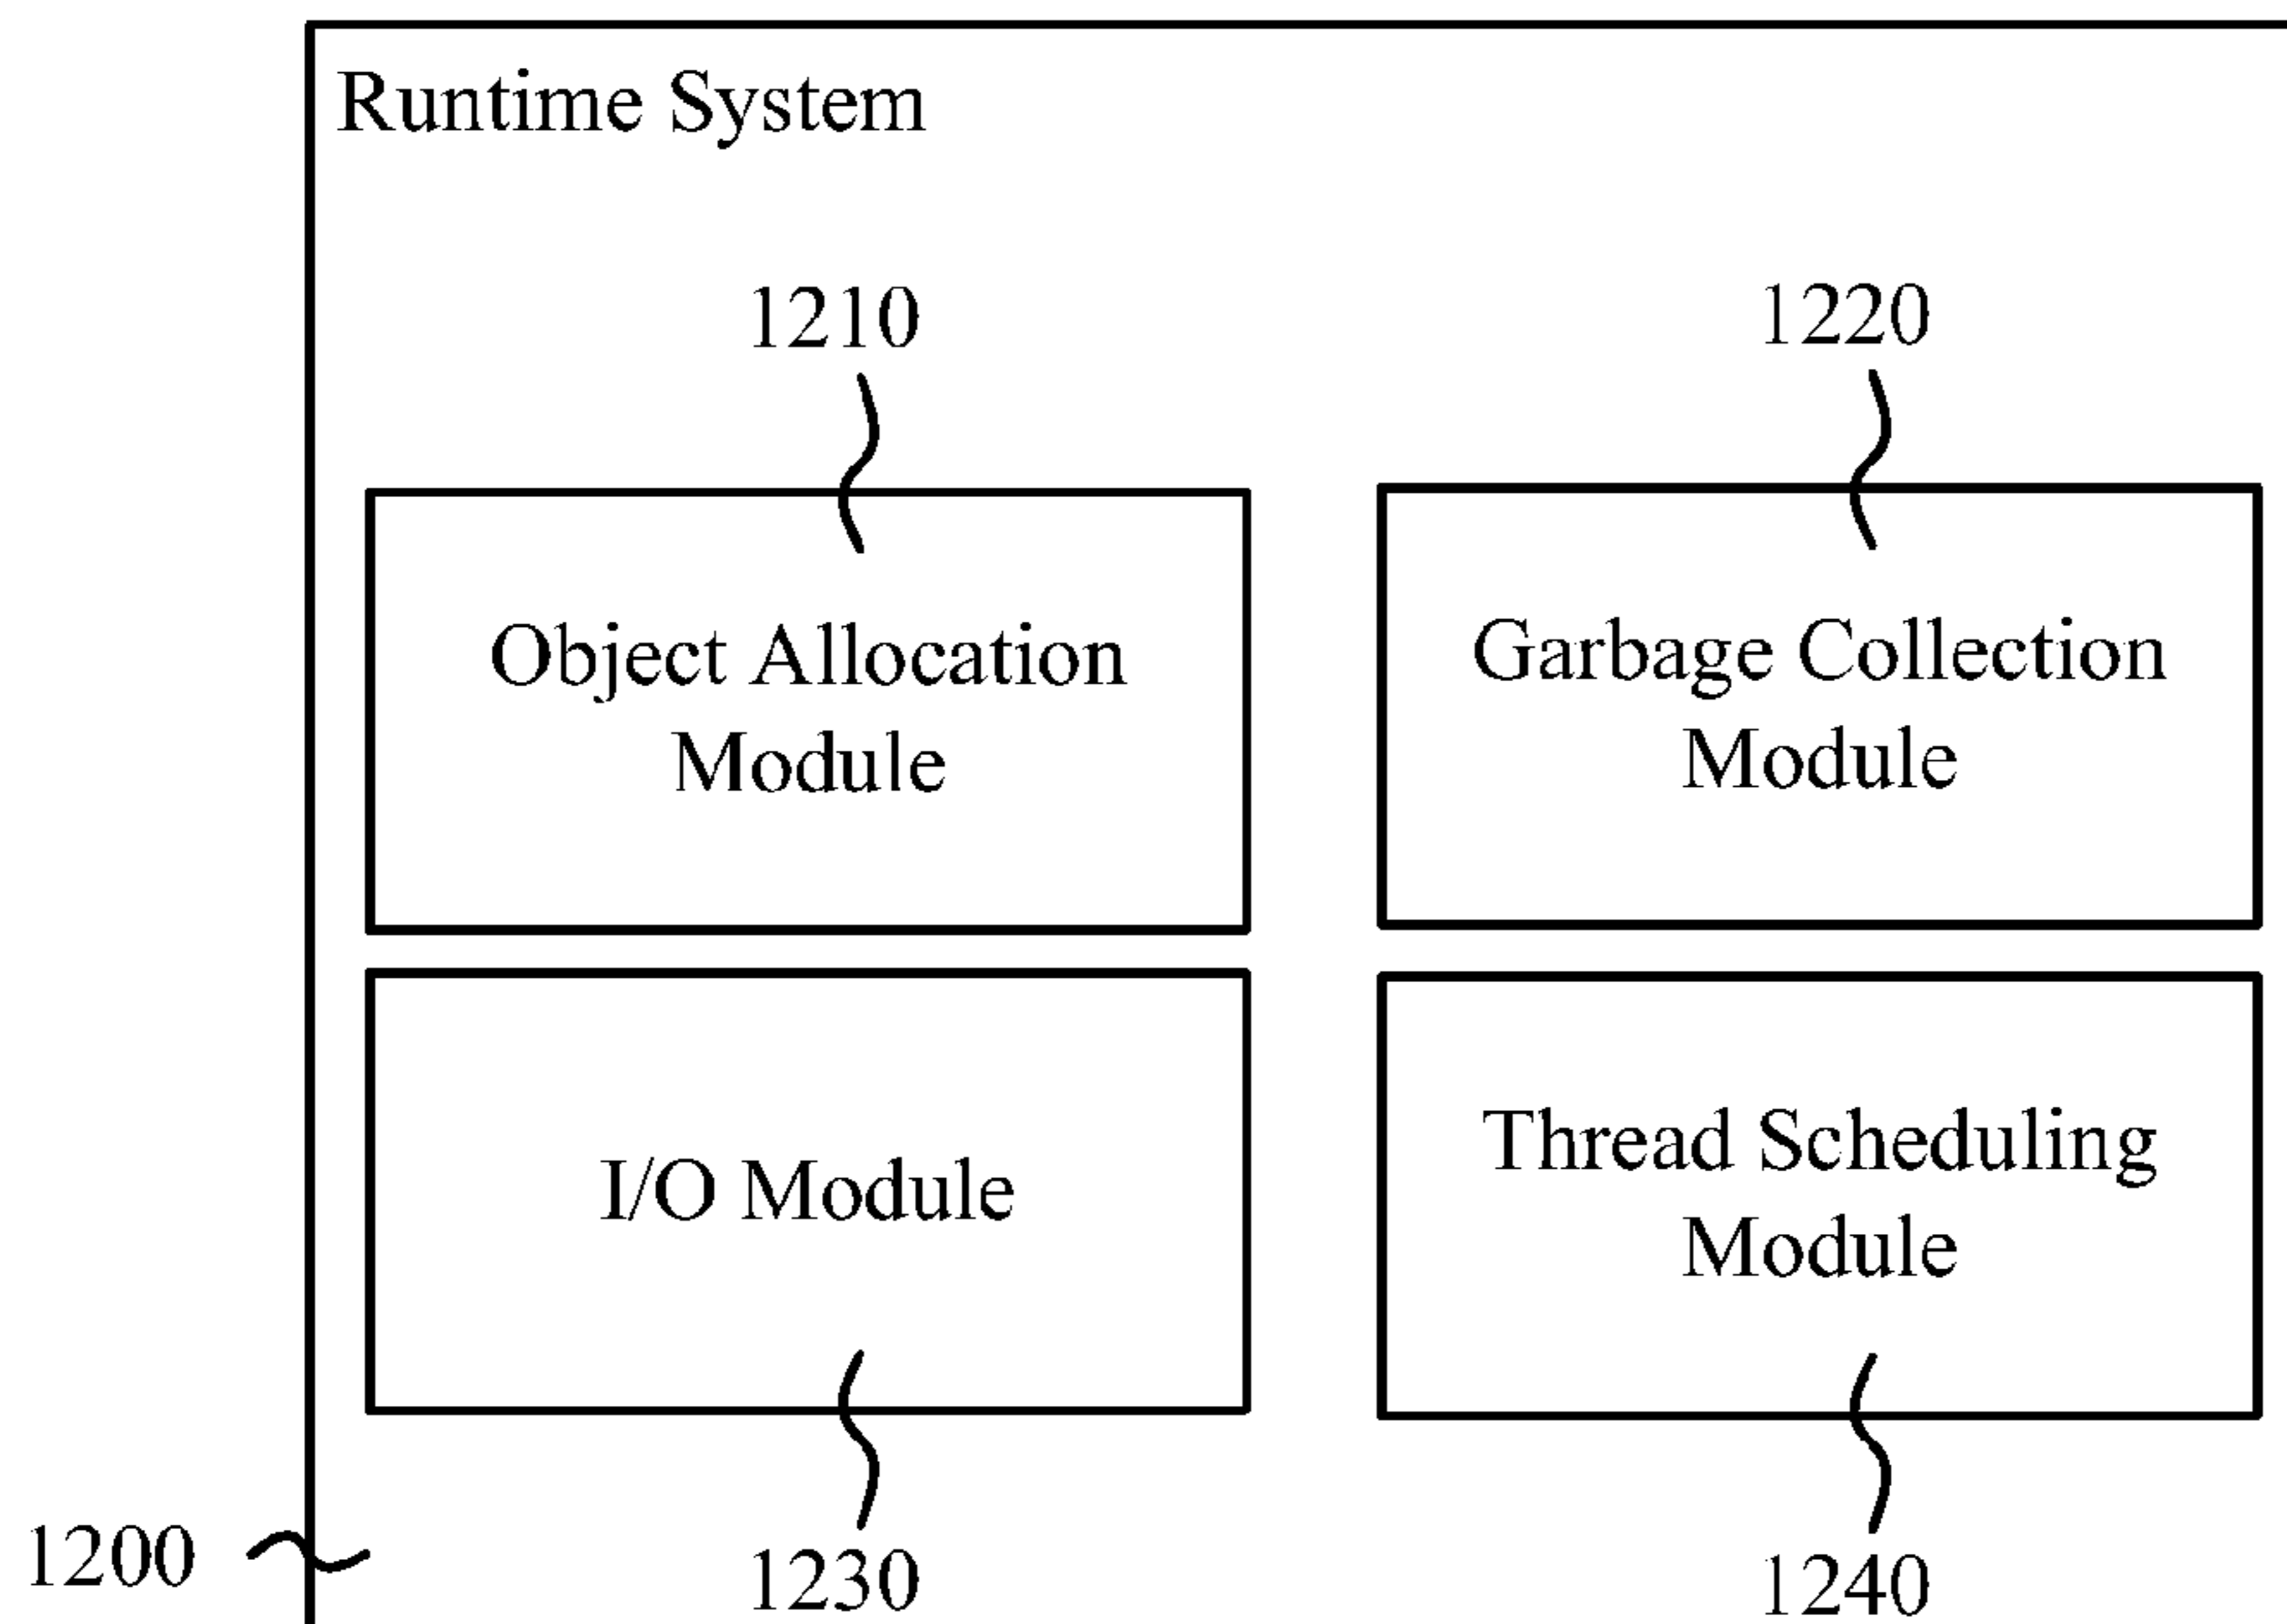 Runtime System
1210
1220
Object Allocation
Module
Garbage Collection
Module
I/O Module
Thread Scheduling
Module
1200
1230
1240